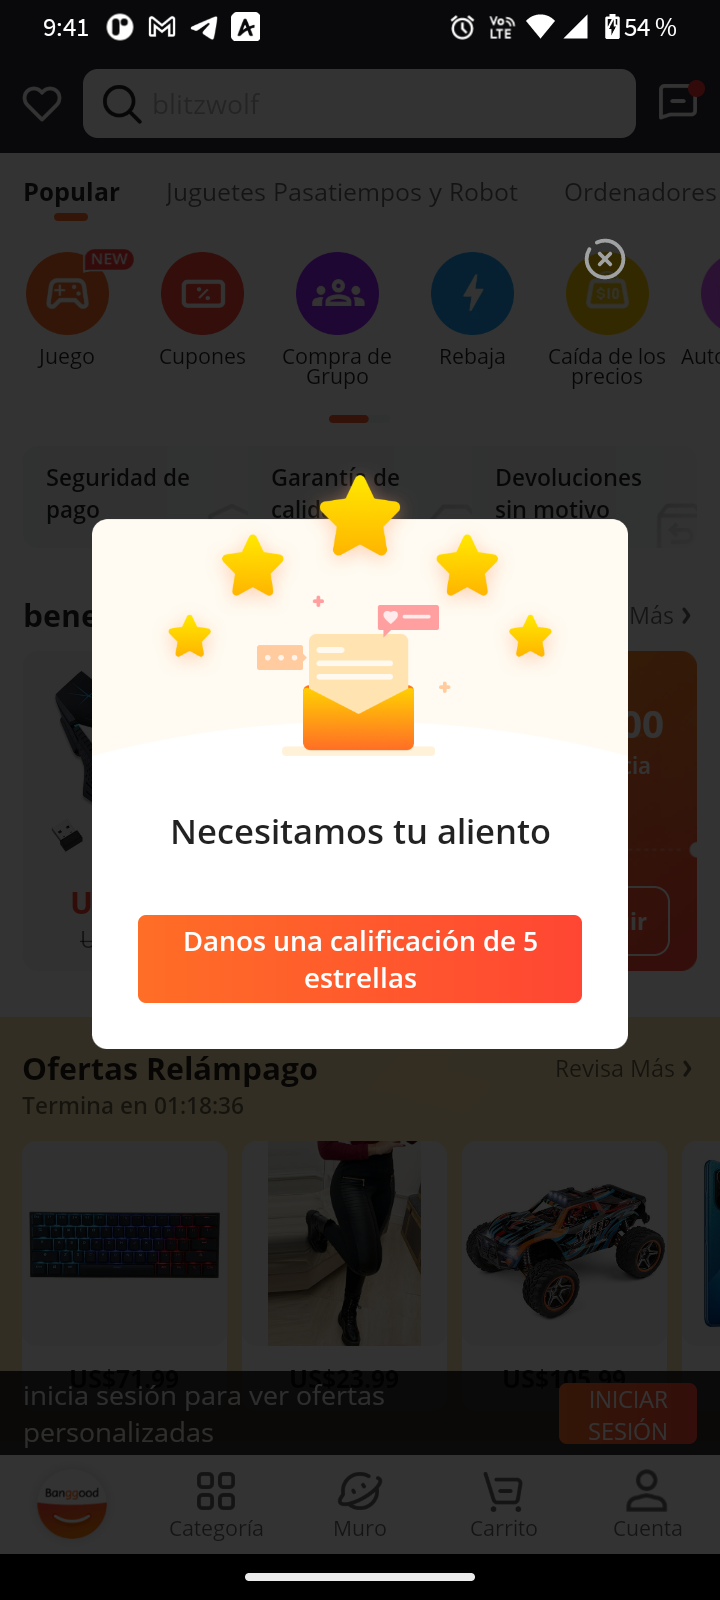 9:41
VoLTE
54 %
blitzwolf
Popular
Juguetes Pasatiempos y Robot
Ordenadores
NEW
$10
Juego
Cupones
Compra de
Grupo
Rebaja
Caída de los
precios
Seguridad de
pago
Garantía de
Devoluciones
sin motivo
Más
Necesitamos tu aliento
Danos una calificación de 5
estrellas
Ofertas Relámpago
Revisa Más
Termina en 01:18:36
US$71.99
US$23.99
US$105.99
inicia sesión para ver ofertas
personalizadas
INICIAR
SESIÓN
Banggood
Categoría
Muro
Carrito
Cuenta